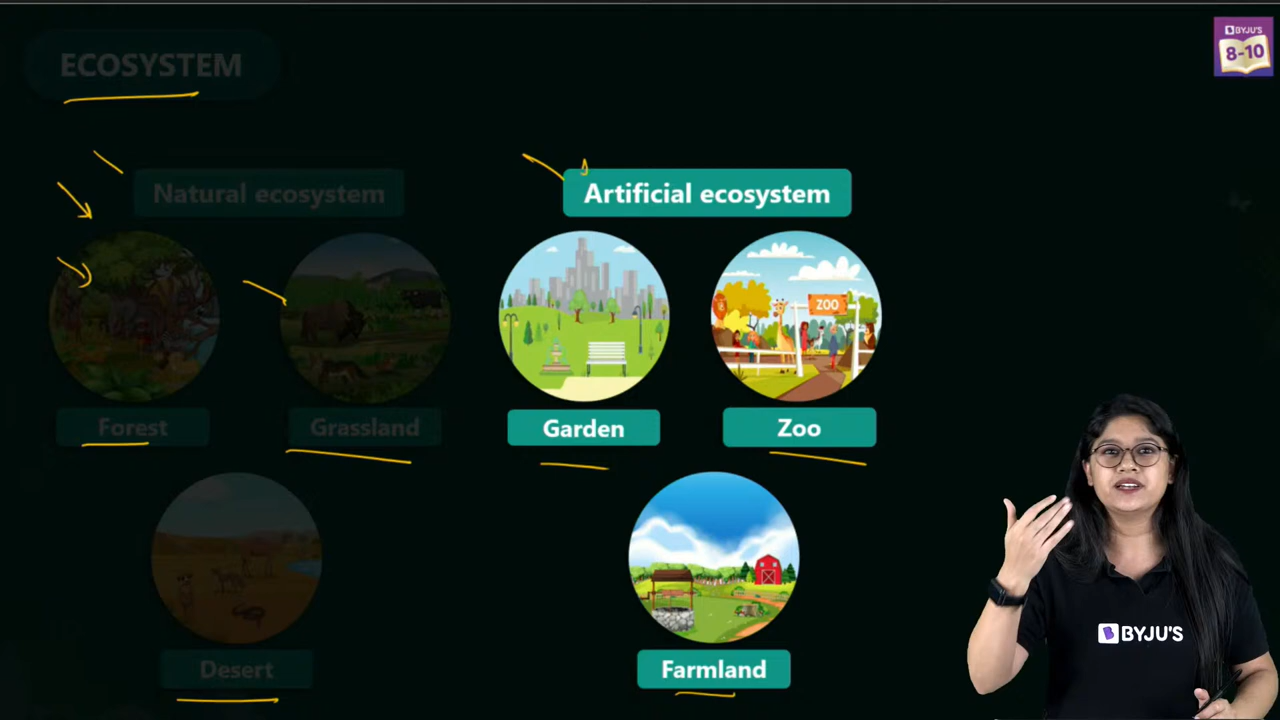 ECOSYSTEM
BYJU'S
8-10
Natural ecosystem
Artificial ecosystem
ZOO
Forest
Grassland
Garden
Zoo
Desert
Farmland
BYJU'S